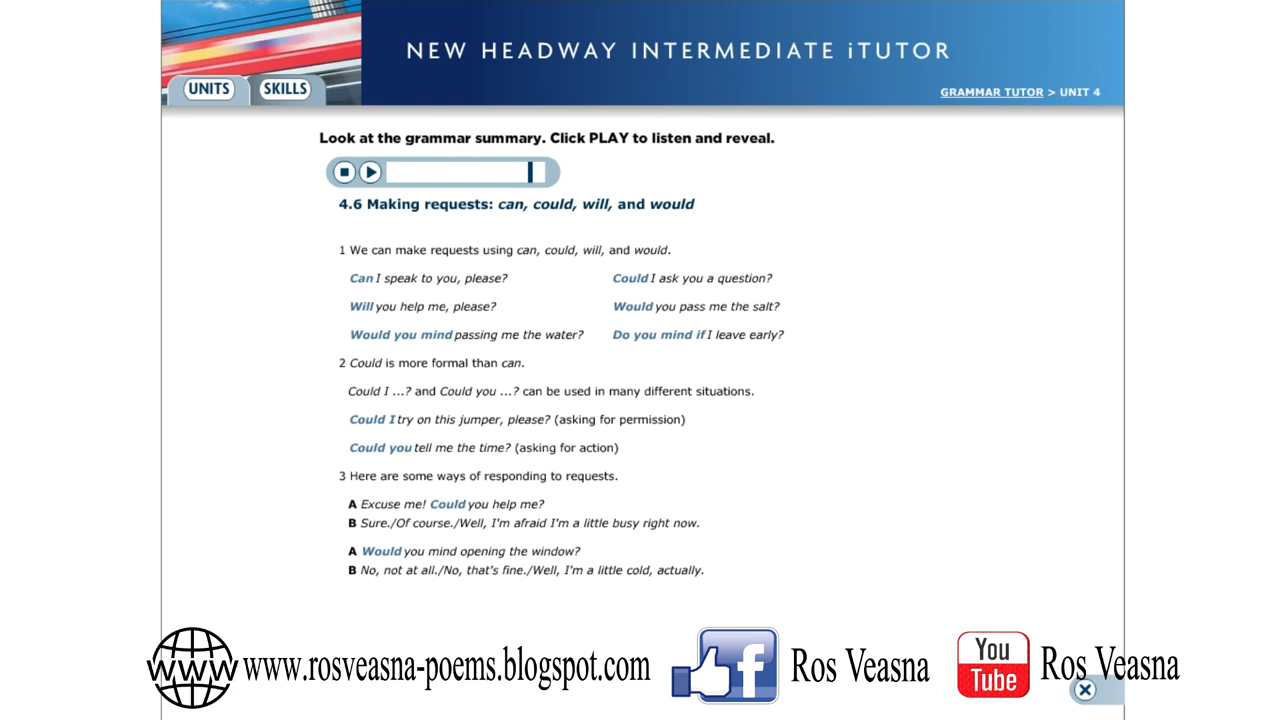 NEW HEADWAY INTERMEDIATE iTUTOR
UNITS SKILLS
GRAMMAR TUTOR > UNIT 4
Look at the grammar summary. Click PLAY to listen and reveal.
4.6 Making requests: can, could, will, and would
1 We can make requests using can, could, will, and would.
Can I speak to you, please? Could I ask you a question?
Will you help me, please? Would you pass me the salt?
Would you mind passing me the water? Do you mind if I leave early?
2 Could is more formal than can.
Could I ...? and Could you ...? can be used in many different situations.
Could I try on this jumper, please? (asking for permission)
Could you tell me the time? (asking for action)
3 Here are some ways of responding to requests.
A Excuse me! Could you help me?
B Sure./Of course./Well, I'm afraid I'm a little busy right now.
A Would you mind opening the window?
B No, not at all./No, that's fine./Well, I'm a little cold, actually.
www www.rosveasna-poems.blogspot.com f Ros Veasna You Tube Ros Veasna